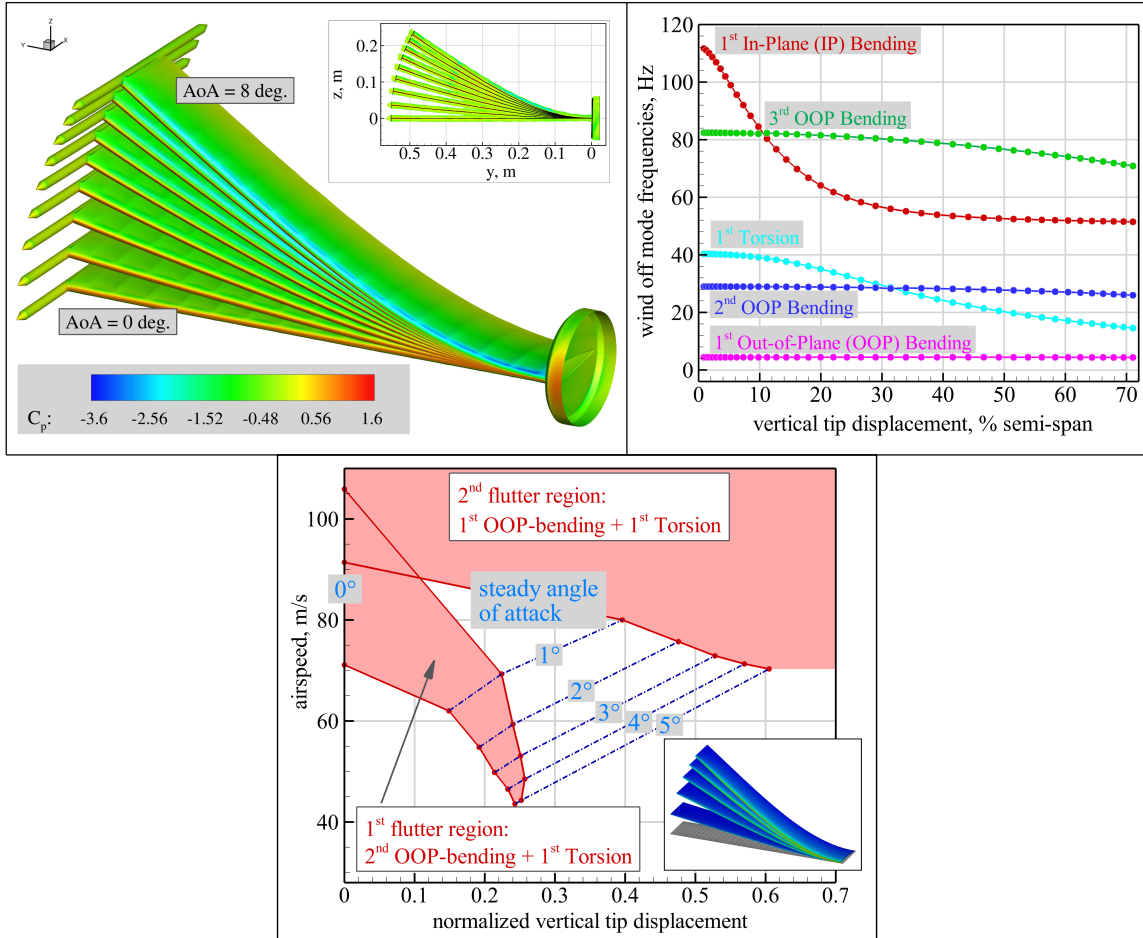 Z
Y
X
AoA = 8 deg.
AoA = 0 deg.
z, m
0.2
0.1
0
0.5 0.4 0.3 0.2 0.1 0
y, m
C_p: -3.6 -2.56 -1.52 -0.48 0.56 1.6
wind off mode frequencies, Hz
120
100
80
60
40
20
0
1st In-Plane (IP) Bending
3rd OOP Bending
1st Torsion
2nd OOP Bending
1st Out-of-Plane (OOP) Bending
0 10 20 30 40 50 60 70
vertical tip displacement, % semi-span
airspeed, m/s
100
80
60
40
2nd flutter region:
1st OOP-bending + 1st Torsion
0°
steady angle
of attack
1°
2°
3°
4°
5°
1st flutter region:
2nd OOP-bending + 1st Torsion
0 0.1 0.2 0.3 0.4 0.5 0.6 0.7
normalized vertical tip displacement